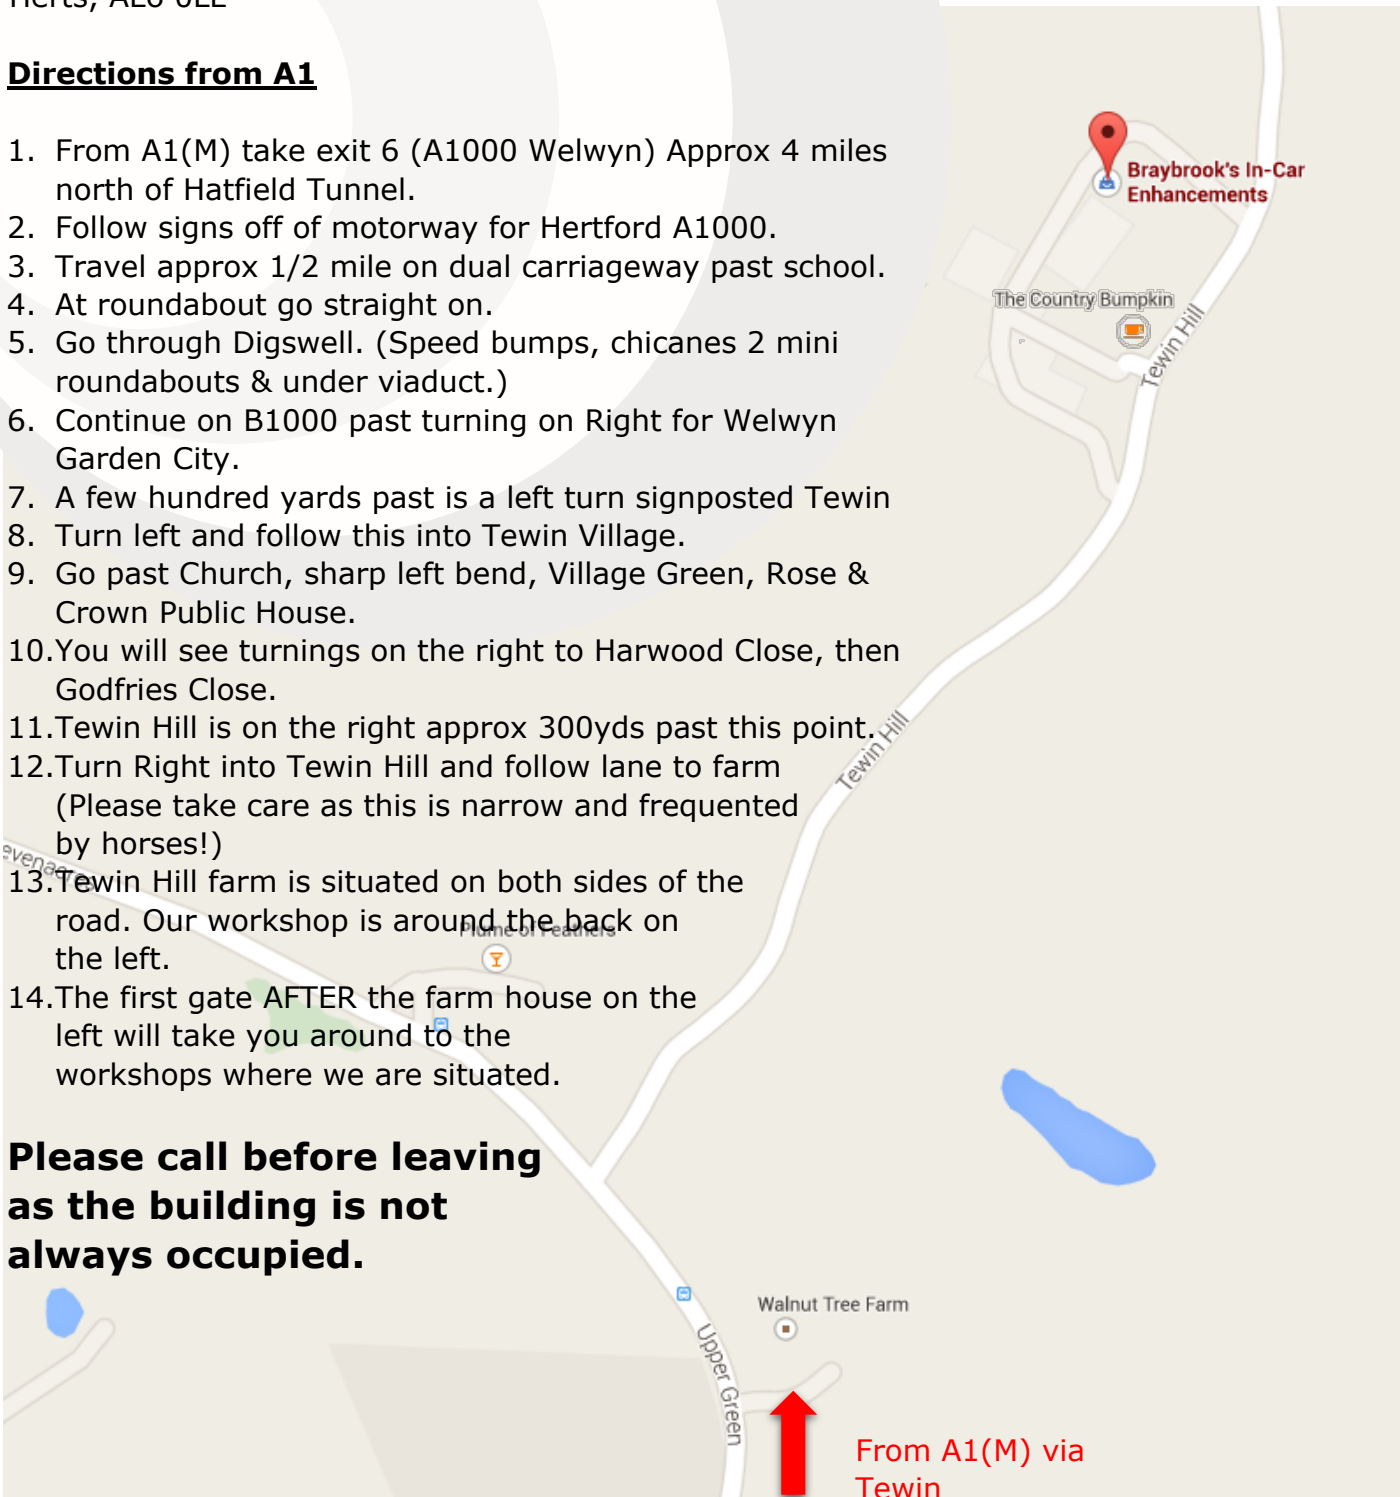 Herts, AL6 0LL
Directions from A1
1. From A1(M) take exit 6 (A1000 Welwyn) Approx 4 miles
north of Hatfield Tunnel.
2. Follow signs off of motorway for Hertford A1000.
3. Travel approx 1/2 mile on dual carriageway past school.
4. At roundabout go straight on.
5. Go through Digswell. (Speed bumps, chicanes 2 mini
roundabouts & under viaduct.)
6. Continue on B1000 past turning on Right for Welwyn
Garden City.
7. A few hundred yards past is a left turn signposted Tewin
8. Turn left and follow this into Tewin Village.
9. Go past Church, sharp left bend, Village Green, Rose &
Crown Public House.
10.You will see turnings on the right to Harwood Close, then
Godfries Close.
11.Tewin Hill is on the right approx 300yds past this point.
12.Turn Right into Tewin Hill and follow lane to farm
(Please take care as this is narrow and frequented
by horses!)
13.Tewin Hill farm is situated on both sides of the
road. Our workshop is around the back on
the left.
14.The first gate AFTER the farm house on the
left will take you around to the
workshops where we are situated.
Please call before leaving
as the building is not
always occupied.
Braybrook's In-Car
Enhancements
The Country Bumpkin
Tewin Hill
Tewin Hill
Plume of Feathers
Walnut Tree Farm
Upper Green
From A1(M) via
Tewin